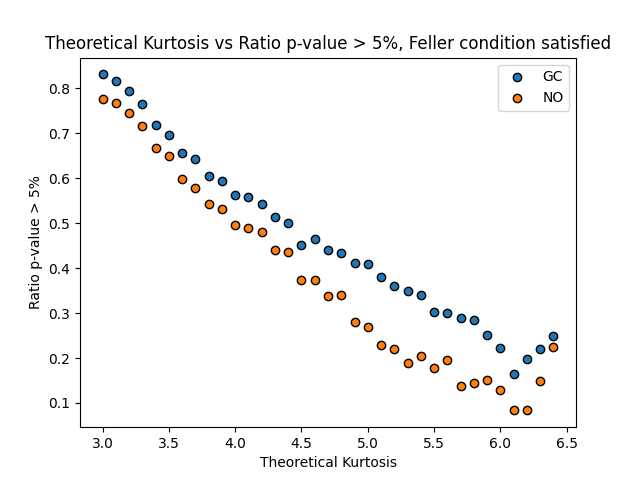 Theoretical Kurtosis vs Ratio p-value > 5%, Feller condition satisfied
GC
NO
0.8
0.7
0.6
0.5
0.4
0.3
0.2
0.1
Ratio p-value > 5%
3.0 3.5 4.0 4.5 5.0 5.5 6.0 6.5
Theoretical Kurtosis